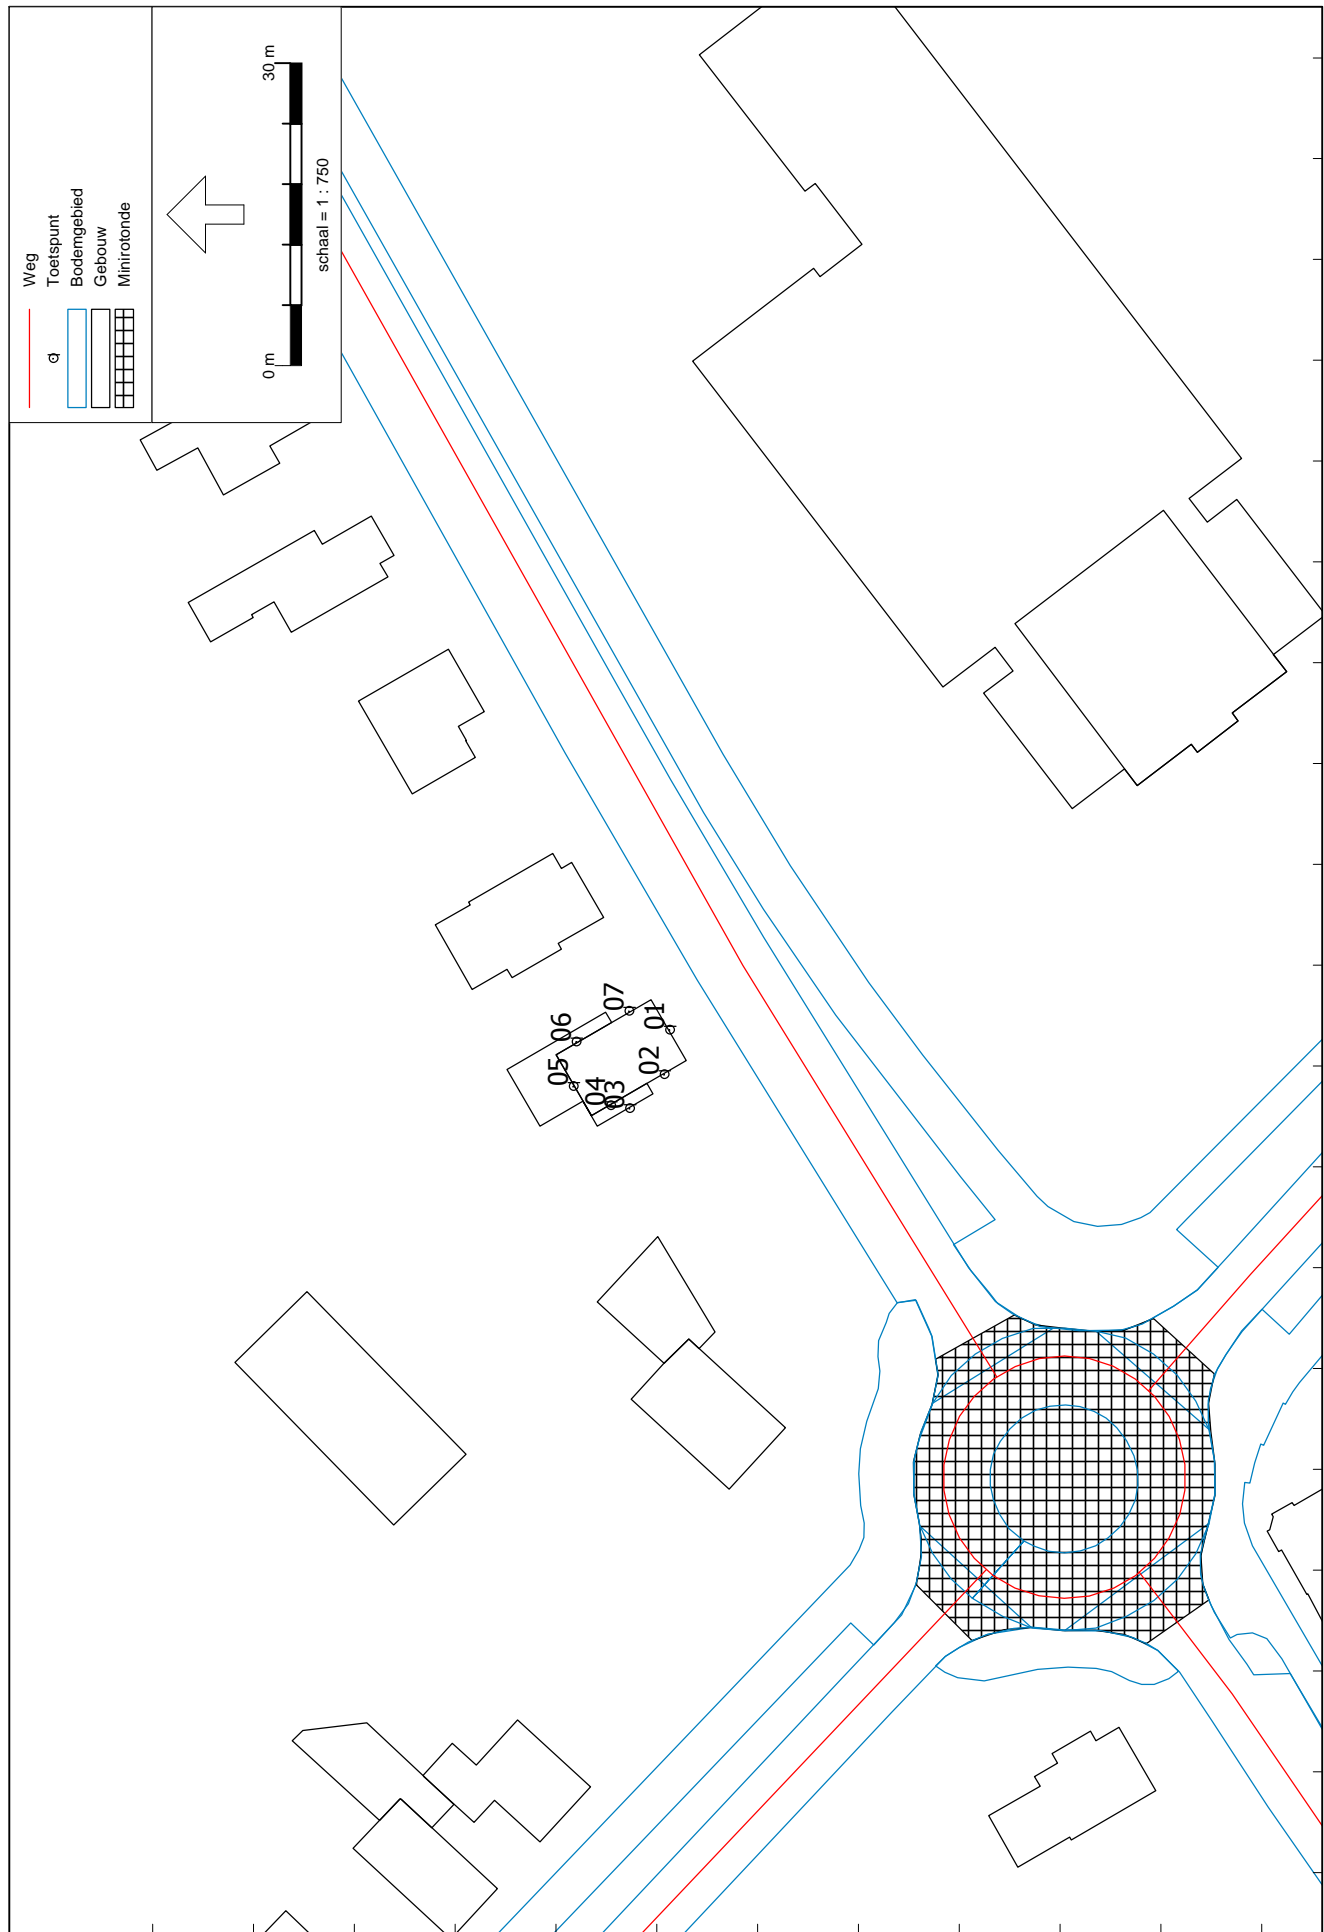 Weg
Toetspunt
Bodemgebied
Gebouw
Minirotonde
0 m
30 m
schaal = 1 : 750
01
02
03
04
05
06
07